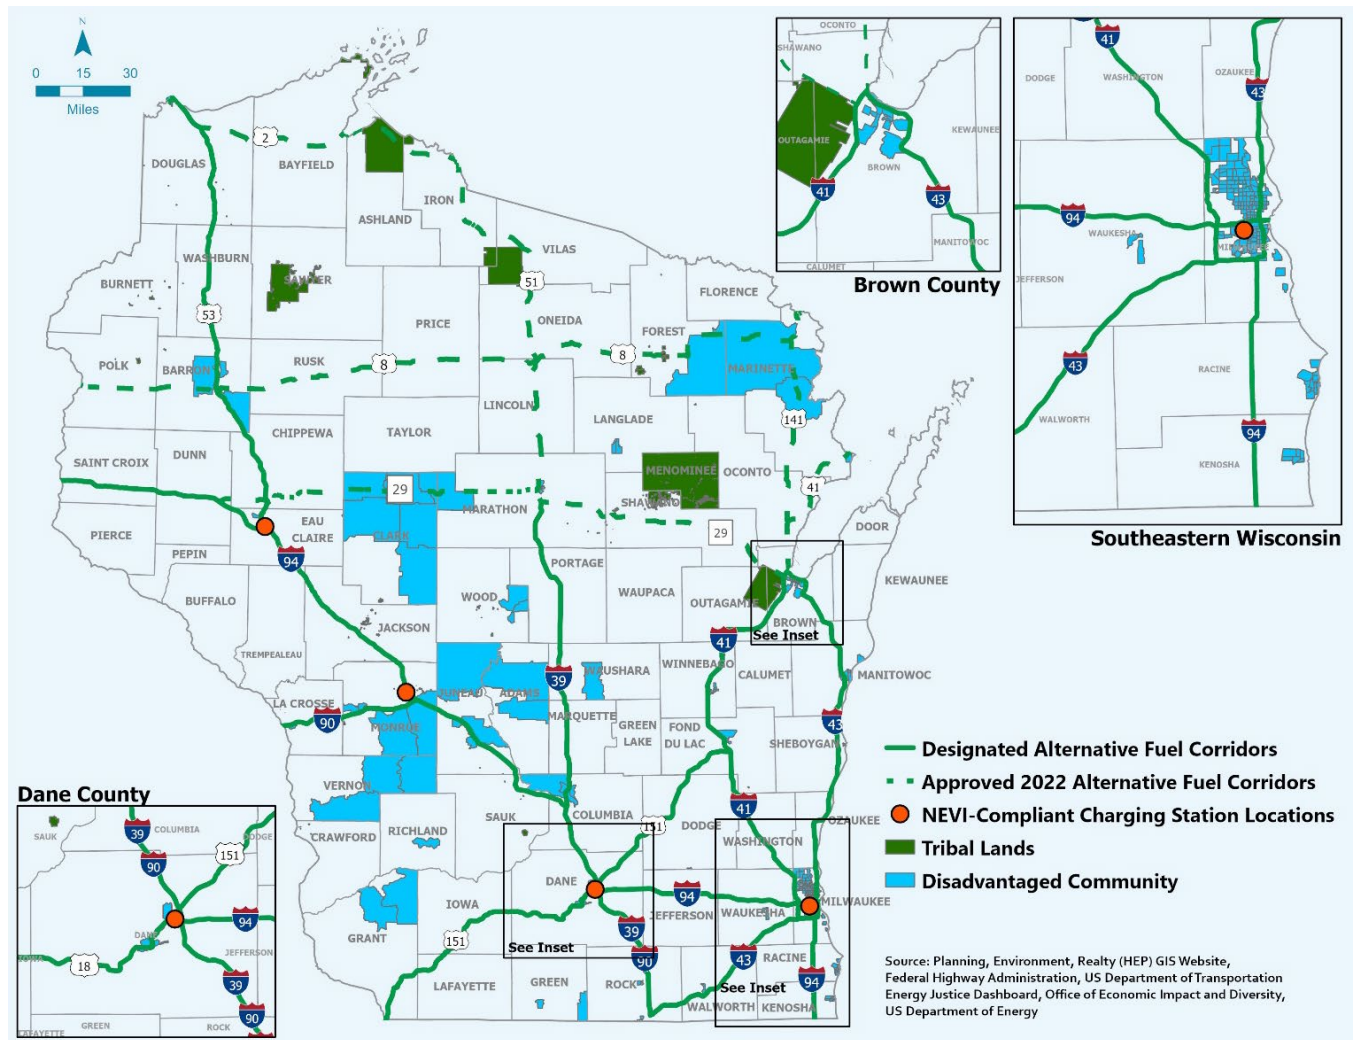 N
0 15 30
Miles
2
DOUGLAS
BAYFIELD
IRON
ASHLAND
VILAS
WASHBURN
SAWYER
BURNETT
51
FLORENCE
53
PRICE
ONEIDA
FOREST
8
8
POLK
BARRON
RUSK
MARINETTE
LINCOLN
LANGLADE
141
CHIPPEWA
TAYLOR
SAINT CROIX
DUNN
MENOMINEE
OCONTO
29
41
MARATHON
SHAWANO
EAU
CLAIRE
CLARK
DOOR
PIERCE
29
PEPIN
94
PORTAGE
KEWAUNEE
BUFFALO
WOOD
WAUPACA
OUTAGAMIE
JACKSON
BROWN
See Inset
41
TREMPEALEAU
WINNEBAGO
CALUMET
MANITOWOC
39
WAUSHARA
JUNEAU
ADAMS
LA CROSSE
90
MONROE
MARQUETTE
GREEN
LAKE
FOND
DU LAC
SHEBOYGAN
43
VERNON
41
SAUK
COLUMBIA
CRAWFORD
RICHLAND
151
DODGE
OZAUKEE
WASHINGTON
DANE
94
IOWA
JEFFERSON
WAUKESHA
MILWAUKEE
GRANT
151
See Inset
39
90
43
RACINE
94
LAFAYETTE
GREEN
ROCK
See Inset
WALWORTH
KENOSHA
OCONTO
SHAWANO
OUTAGAMIE
KEWAUNEE
BROWN
41
43
MANITOWOC
CALUMET
Brown County
41
DODGE
WASHINGTON
OZAUKEE
43
94
WAUKESHA
MILWAUKEE
JEFFERSON
43
RACINE
WALWORTH
94
KENOSHA
Southeastern Wisconsin
Designated Alternative Fuel Corridors
Approved 2022 Alternative Fuel Corridors
NEVI-Compliant Charging Station Locations
Tribal Lands
Disadvantaged Community
Dane County
SAUK
39
COLUMBIA
DODGE
90
151
94
DANE
IOWA
18
JEFFERSON
39
90
LAFAYETTE
GREEN
ROCK
Source: Planning, Environment, Realty (HEP) GIS Website,
Federal Highway Administration, US Department of Transportation
Energy Justice Dashboard, Office of Economic Impact and Diversity,
US Department of Energy